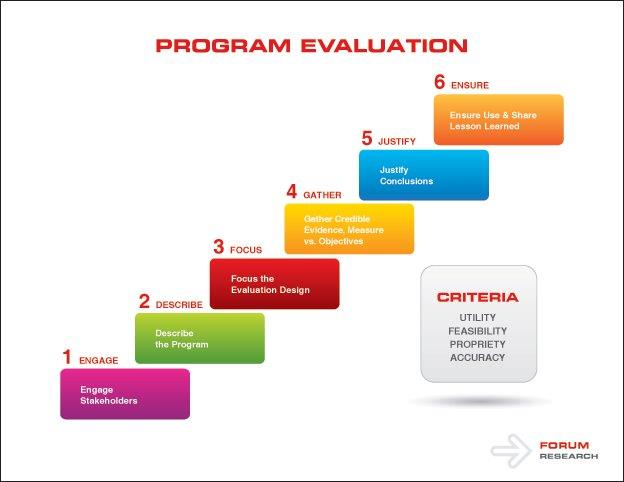 PROGRAM EVALUATION
6 ENSURE
Ensure Use & Share
Lesson Learned
5 JUSTIFY
Justify
Conclusions
4 GATHER
Gather Credible
Evidence, Measure
vs. Objectives
3 FOCUS
Focus the
Evaluation Design
2 DESCRIBE
Describe
the Program
1 ENGAGE
Engage
Stakeholders
CRITERIA
UTILITY
FEASIBILITY
PROPRIETY
ACCURACY
FORUM
RESEARCH